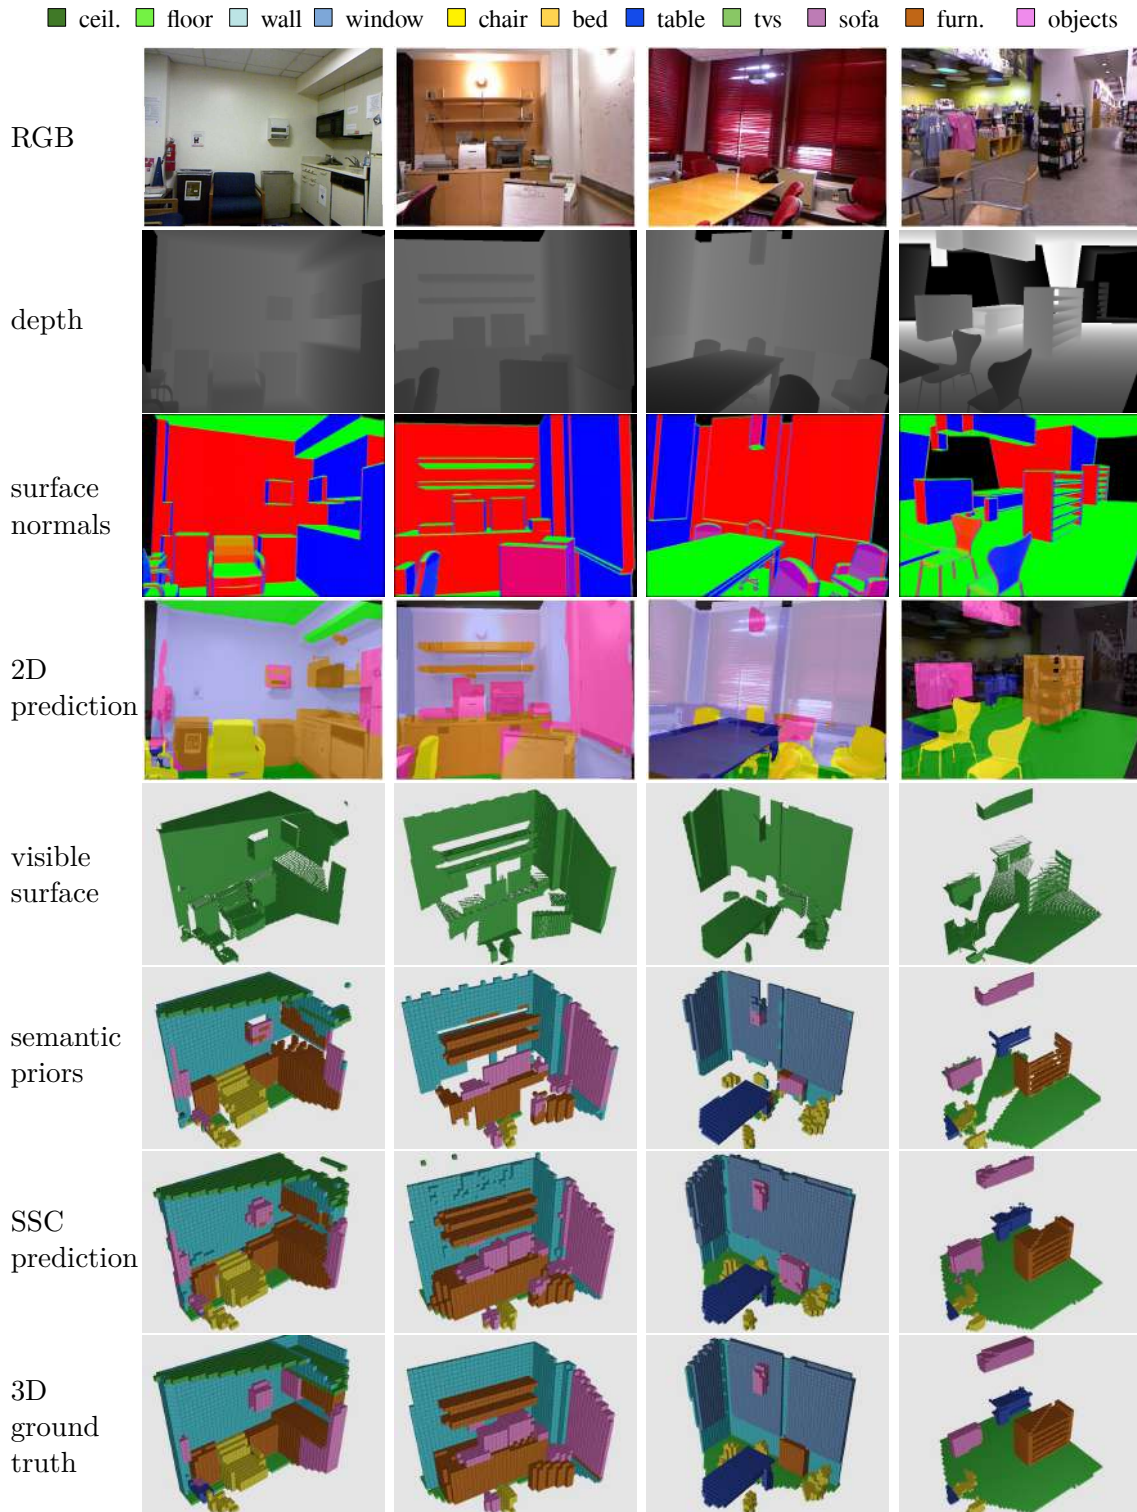 ceil. floor wall window chair bed table tvs sofa furn. objects
RGB
depth
surface
normals
2D
prediction
visible
surface
semantic
priors
SSC
prediction
3D
ground
truth